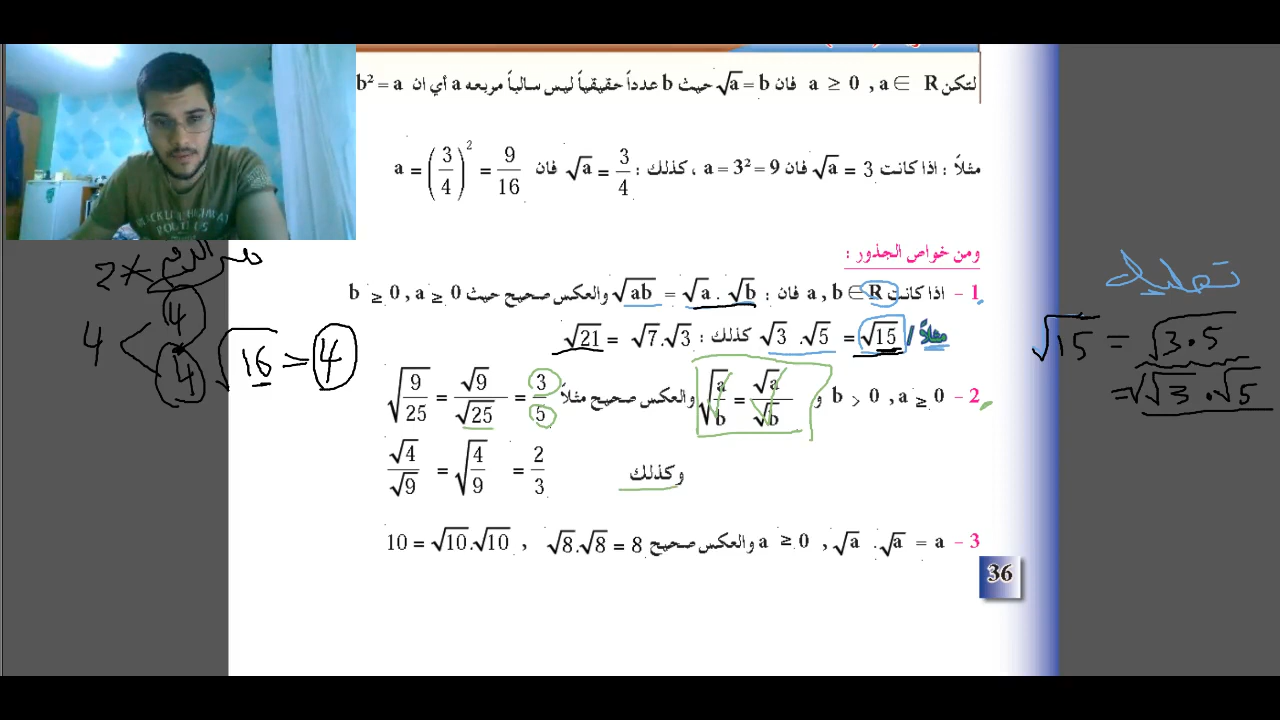 لتكن a ≥ 0 , a ∈ R فان √a = b حيث b عدداً حقيقياً ليس سالباً مربعه a أي ان b² = a
مثلاً : اذا كانت a = 3² = 9 فان √a = 3 ، كذلك : a = (3/4)² = 9/16 فان √a = 3/4
ومن خواص الجذور :
1 - اذا كانت a , b ∈ R فان : √ab = √a . √b والعكس صحيح حيث b ≥ 0 , a ≥ 0
مثلاً / √15 = √3 . √5 كذلك : √21 = √7.√3
2 - b > 0 , a ≥ 0 و √(a/b) = √a/√b والعكس صحيح مثلاً √(9/25) = √9/√25 = 3/5
وكذلك √4/√9 = √(4/9) = 2/3
3 - √a . √a = a , a ≥ 0 والعكس صحيح √8.√8 = 8 , 10 = √10.√10
36
√15 = √3·5
= √√3·√5
2×
4
4
4
√16 = 4
BLACK